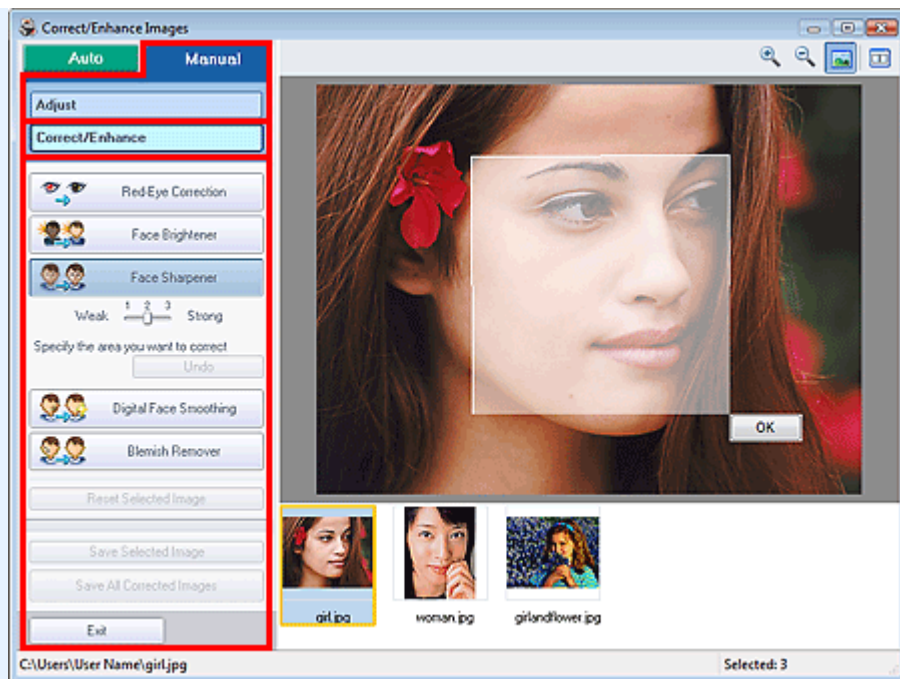 Correct/Enhance Images
Auto
Manual
Adjust
Correct/Enhance
Red-Eye Correction
Face Brightener
Face Sharpener
1 2 3
Weak Strong
Specify the area you want to correct
Undo
Digital Face Smoothing
Blemish Remover
Reset Selected Image
Save Selected Image
Save All Corrected Images
Exit
OK
girl.jpg
woman.jpg
girlandflower.jpg
C:\Users\User Name\girl.jpg
Selected: 3